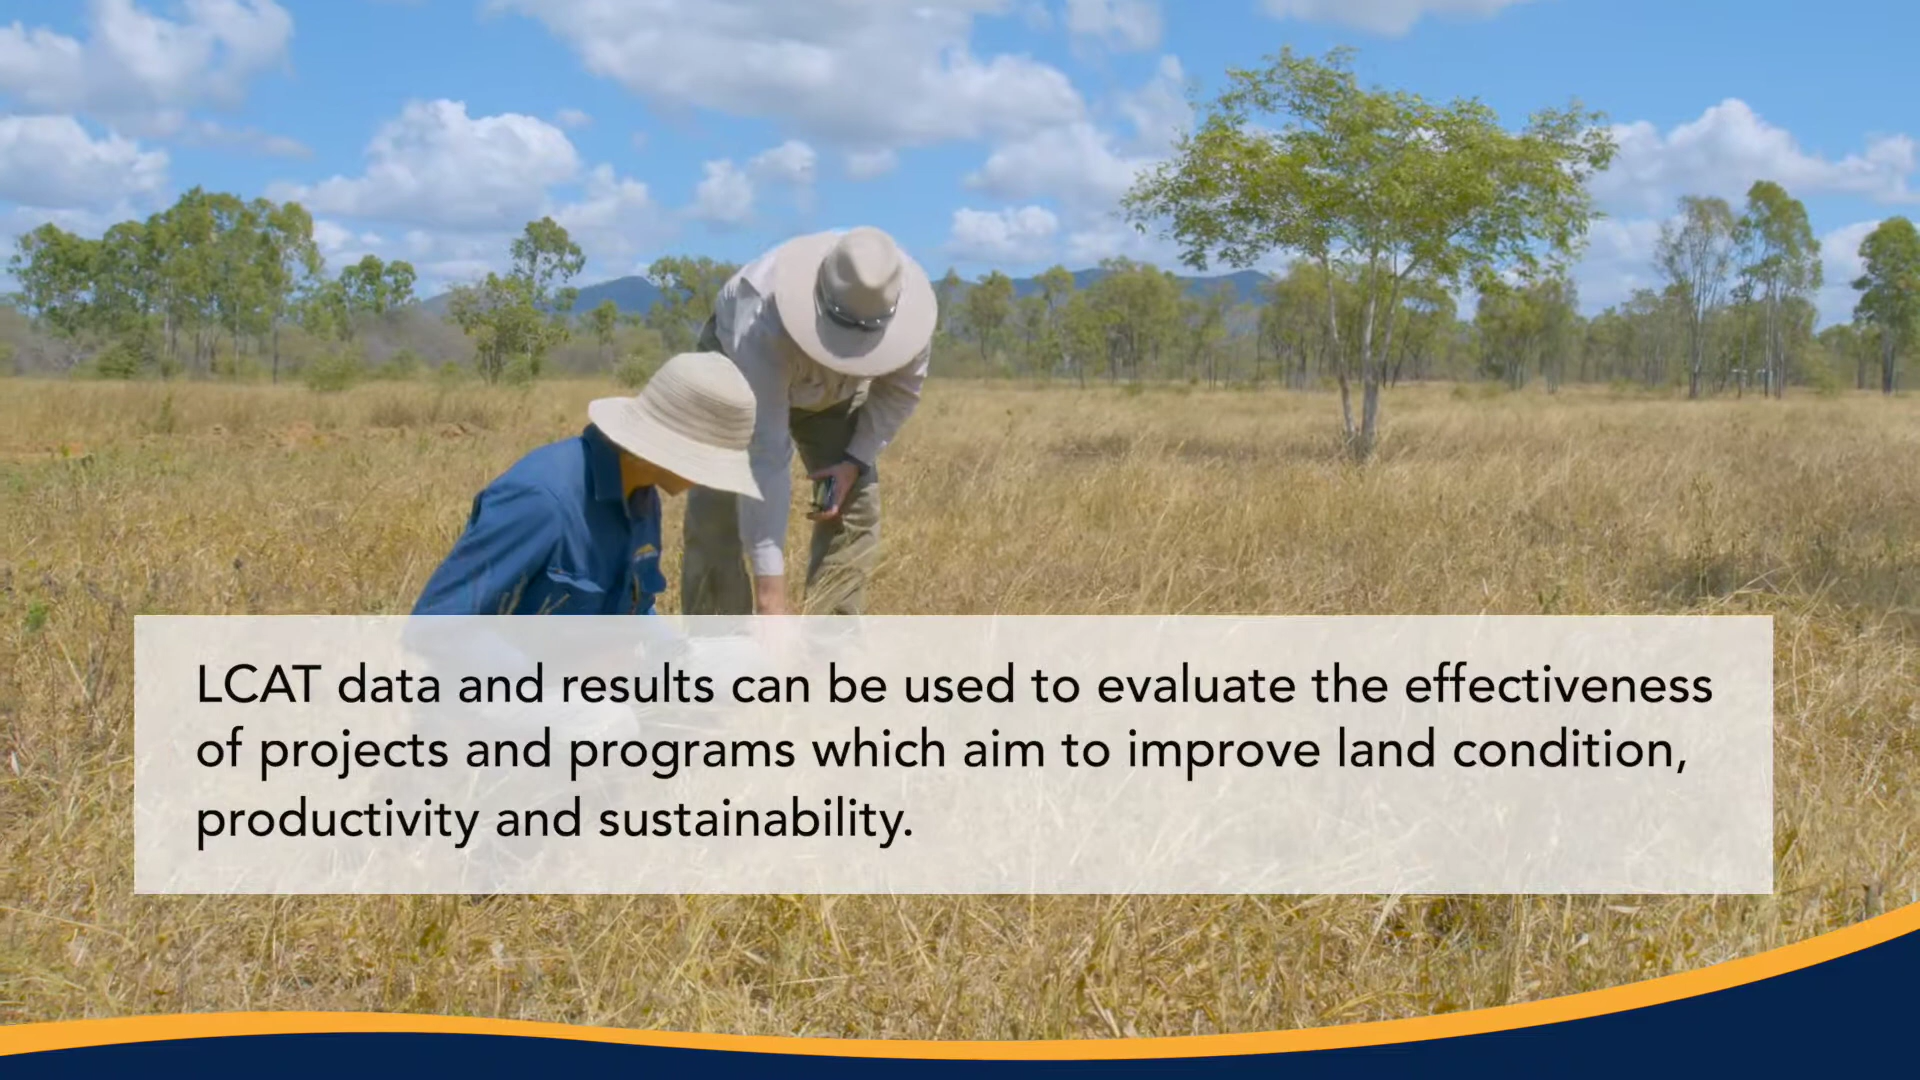 LCAT data and results can be used to evaluate the effectiveness
of projects and programs which aim to improve land condition,
productivity and sustainability.